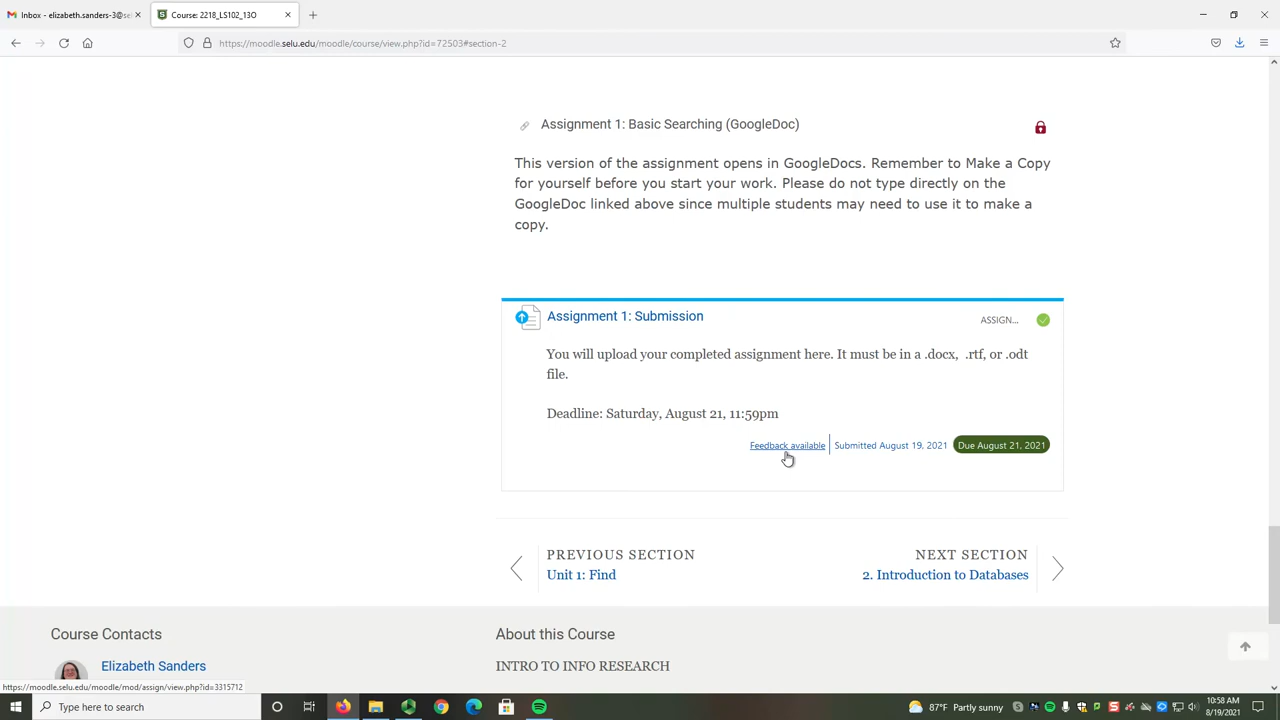 Inbox - elizabeth.sanders-3@sel
Course: 2218_LS102_13O
https://moodle.selu.edu/moodle/course/view.php?id=72503#section-2
Assignment 1: Basic Searching (GoogleDoc)
This version of the assignment opens in GoogleDocs. Remember to Make a Copy
for yourself before you start your work. Please do not type directly on the
GoogleDoc linked above since multiple students may need to use it to make a
copy.
Assignment 1: Submission
ASSIGN...
You will upload your completed assignment here. It must be in a .docx, .rtf, or .odt
file.
Deadline: Saturday, August 21, 11:59pm
Feedback available
Submitted August 19, 2021
Due August 21, 2021
PREVIOUS SECTION
Unit 1: Find
NEXT SECTION
2. Introduction to Databases
Course Contacts
Elizabeth Sanders
About this Course
INTRO TO INFO RESEARCH
https://moodle.selu.edu/moodle/mod/assign/view.php?id=3315712
Type here to search
87°F Partly sunny
10:58 AM
8/19/2021